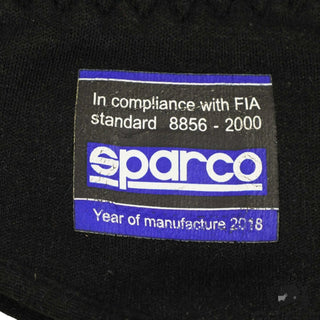 In compliance with FIA
standard 8856 - 2000
sparco
Year of manufacture 2018